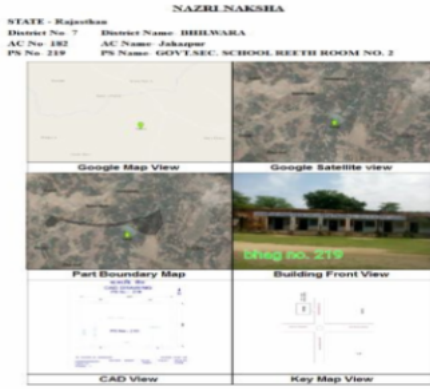 NAZRI NAKSHA
STATE - Rajasthan
District No- 7 District Name- BHILWARA
AC No- 182 AC Name- Jahazpur
PS No- 219 PS Name- GOVT.SEC. SCHOOL REETH ROOM NO. 2
Google Map View
Google Satellite view
bhag no. 219
Part Boundary Map
Building Front View
CAD View
Key Map View